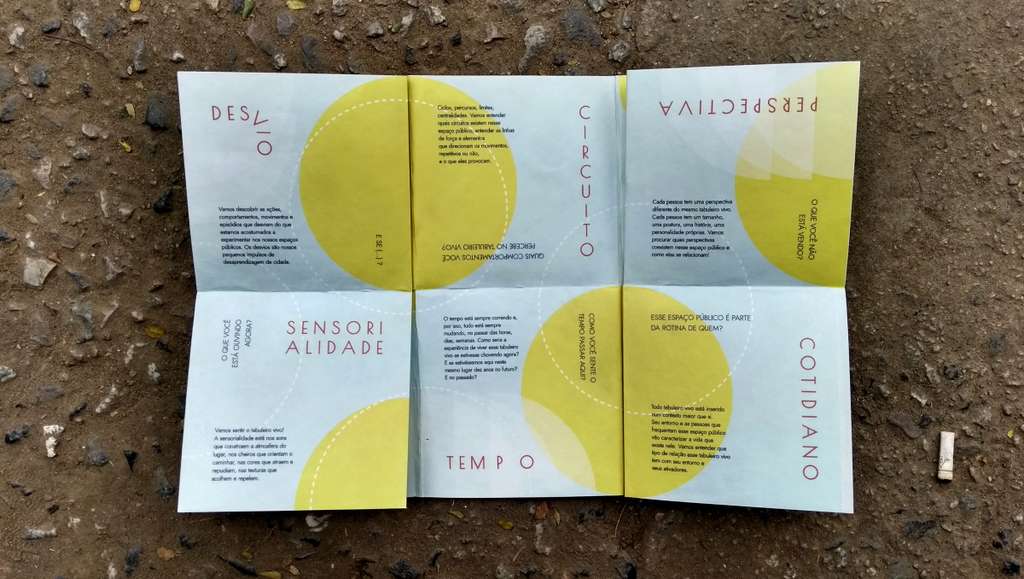 DESVIO
Vamos descobrir as ações,
comportamentos, movimentos e
episódios que desviam do que
estamos acostumados a
experimentar nos nossos espaços
públicos. Os desvios são nossos
pequenos impulsos de
desaprendizagem da cidade.
E SE (...) ?
Ciclos, percursos, limites,
centralidades. Vamos entender
quais circuitos existem nesse
espaço público, entender as linhas
de força e elementos
que direcionam os movimentos,
repetitivos ou não,
e o que eles provocam.
CIRCUITO
QUAIS COMPORTAMENTOS VOCÊ
PERCEBE NO TABULEIRO VIVO?
PERSPECTIVA
Cada pessoa tem uma perspectiva
diferente do mesmo tabuleiro vivo.
Cada pessoa tem um tamanho,
uma postura, uma história, uma
personalidade próprias. Vamos
procurar quais perspectivas
coexistem nesse espaço público e
como elas se relacionam!
O QUE VOCÊ NÃO
ESTÁ VENDO?
O QUE VOCÊ
ESTÁ OUVINDO
AGORA?
SENSORI
ALIDADE
Vamos sentir o tabuleiro vivo!
A sensorialidade está nos sons
que constroem a atmosfera do
lugar, nos cheiros que orientam o
caminhar, nas cores que atraem e
repudiam, nas texturas que
acolhem e repelem.
O tempo está sempre correndo e,
por isso, tudo está sempre
mudando, no passar das horas,
dias, semanas. Como seria a
experiência de viver esse tabuleiro
vivo se estivesse chovendo agora?
E se estivéssemos aqui neste
mesmo lugar dez anos no futuro?
E no passado?
COMO VOCÊ SENTE O
TEMPO PASSAR AQUI?
TEMPO
ESSE ESPAÇO PÚBLICO É PARTE
DA ROTINA DE QUEM?
COTIDIANO
Todo tabuleiro vivo está inserido
num contexto maior que si.
Seu entorno e as pessoas que
frequentam esse espaço público
vão caracterizar a vida que
existe nele. Vamos entender que
tipo de relação esse tabuleiro vivo
tem com seu entorno e
seus ativadores.